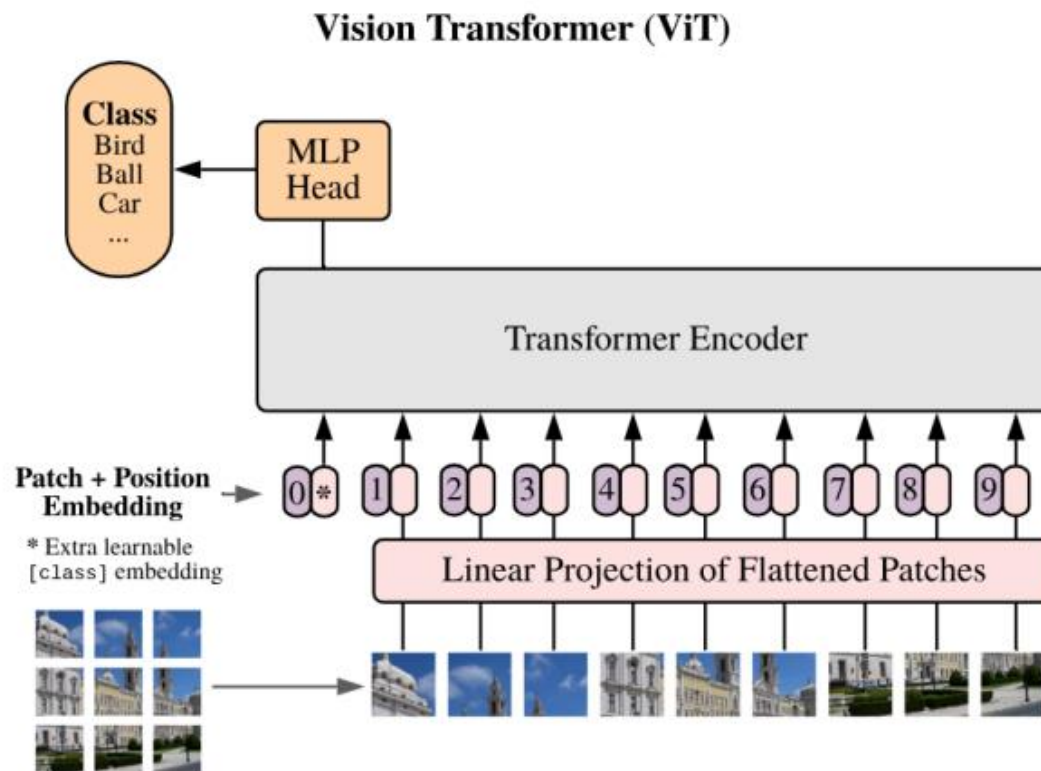 Vision Transformer (ViT)
Class
Bird
Ball
Car
...
MLP
Head
Transformer Encoder
Patch + Position
Embedding
0 * 1 2 3 4 5 6 7 8 9
* Extra learnable
[class] embedding
Linear Projection of Flattened Patches